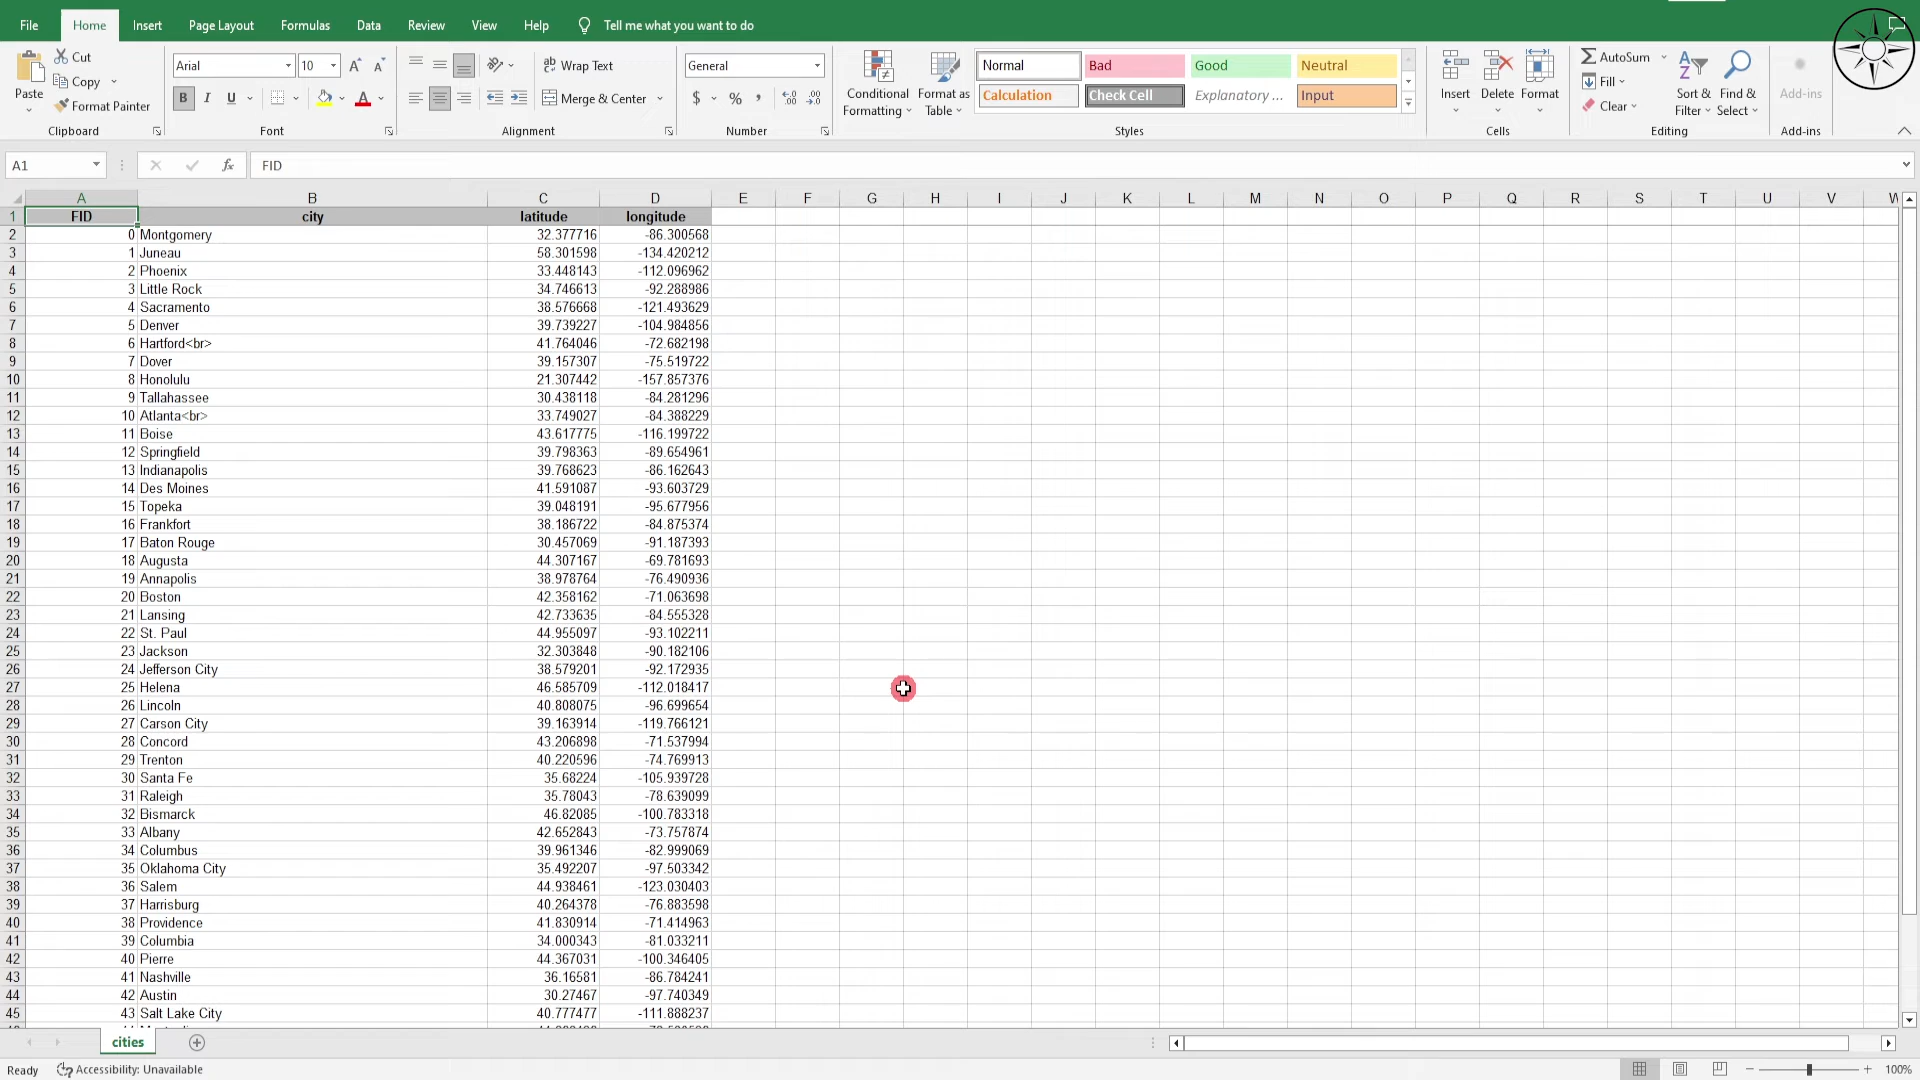 File Home Insert Page Layout Formulas Data Review View Help Tell me what you want to do
Paste Cut Copy Format Painter Clipboard
Arial 10 B I U A Font
Wrap Text Merge & Center Alignment
General $ % , Number
Conditional Formatting Format as Table
Normal Bad Good Neutral
Calculation Check Cell Explanatory ... Input
Styles
Insert Delete Format Cells
AutoSum Fill Clear Sort & Filter Find & Select Editing
Add-ins Add-ins
A1 fx FID
A B C D E F G H I J K L M N O P Q R S T U V W
1 FID city latitude longitude
2 0 Montgomery 32.377716 -86.300568
3 1 Juneau 58.301598 -134.420212
4 2 Phoenix 33.448143 -112.096962
5 3 Little Rock 34.746613 -92.288986
6 4 Sacramento 38.576668 -121.493629
7 5 Denver 39.739227 -104.984856
8 6 Hartford<br> 41.764046 -72.682198
9 7 Dover 39.157307 -75.519722
10 8 Honolulu 21.307442 -157.857376
11 9 Tallahassee 30.438118 -84.281296
12 10 Atlanta<br> 33.749027 -84.388229
13 11 Boise 43.617775 -116.199722
14 12 Springfield 39.798363 -89.654961
15 13 Indianapolis 39.768623 -86.162643
16 14 Des Moines 41.591087 -93.603729
17 15 Topeka 39.048191 -95.677956
18 16 Frankfort 38.186722 -84.875374
19 17 Baton Rouge 30.457069 -91.187393
20 18 Augusta 44.307167 -69.781693
21 19 Annapolis 38.978764 -76.490936
22 20 Boston 42.358162 -71.063698
23 21 Lansing 42.733635 -84.555328
24 22 St. Paul 44.955097 -93.102211
25 23 Jackson 32.303848 -90.182106
26 24 Jefferson City 38.579201 -92.172935
27 25 Helena 46.585709 -112.018417
28 26 Lincoln 40.808075 -96.699654
29 27 Carson City 39.163914 -119.766121
30 28 Concord 43.206898 -71.537994
31 29 Trenton 40.220596 -74.769913
32 30 Santa Fe 35.68224 -105.939728
33 31 Raleigh 35.78043 -78.639099
34 32 Bismarck 46.82085 -100.783318
35 33 Albany 42.652843 -73.757874
36 34 Columbus 39.961346 -82.999069
37 35 Oklahoma City 35.492207 -97.503342
38 36 Salem 44.938461 -123.030403
39 37 Harrisburg 40.264378 -76.883598
40 38 Providence 41.830914 -71.414963
41 39 Columbia 34.000343 -81.033211
42 40 Pierre 44.367031 -100.346405
43 41 Nashville 36.16581 -86.784241
44 42 Austin 30.27467 -97.740349
45 43 Salt Lake City 40.777477 -111.888237
cities
Ready Accessibility: Unavailable 100%